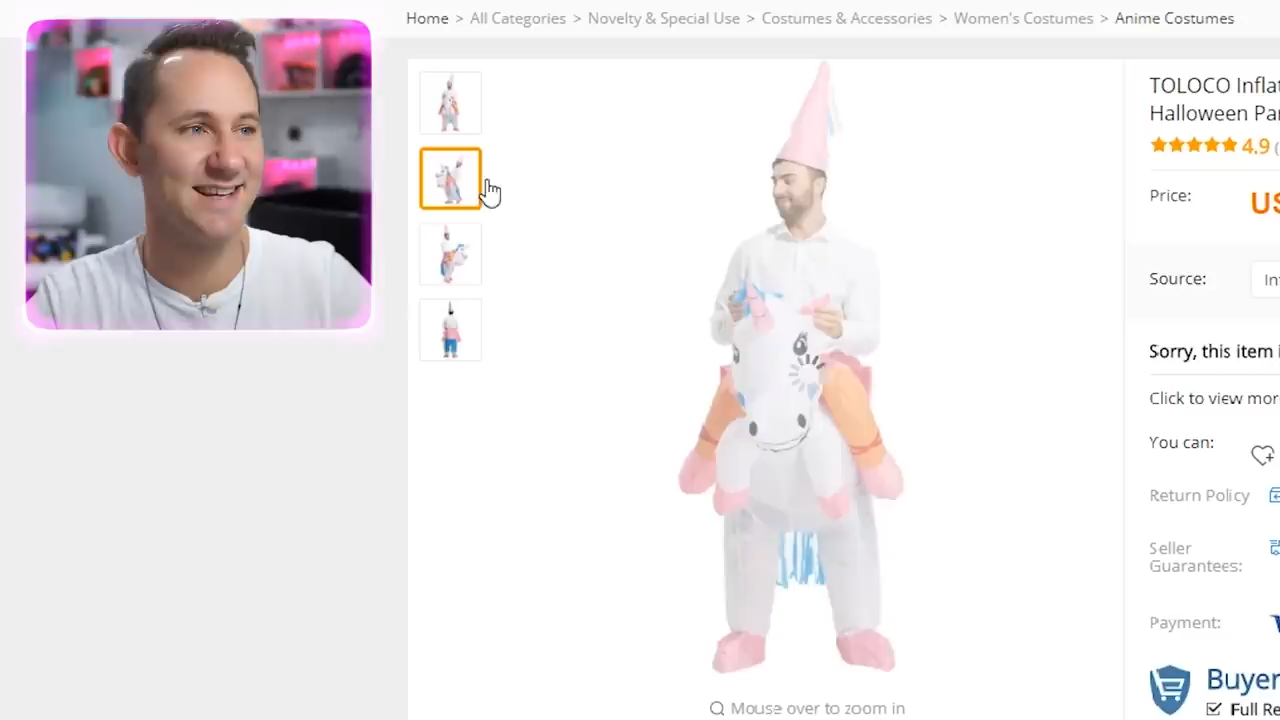 Home > All Categories > Novelty & Special Use > Costumes & Accessories > Women's Costumes > Anime Costumes
TOLOCO Inflat
Halloween Par
4.9
Price:
US
Source:
Int
Sorry, this item i
Click to view mor
You can:
Return Policy
Seller
Guarantees:
Payment:
Buyer
Full Re
Mouse over to zoom in